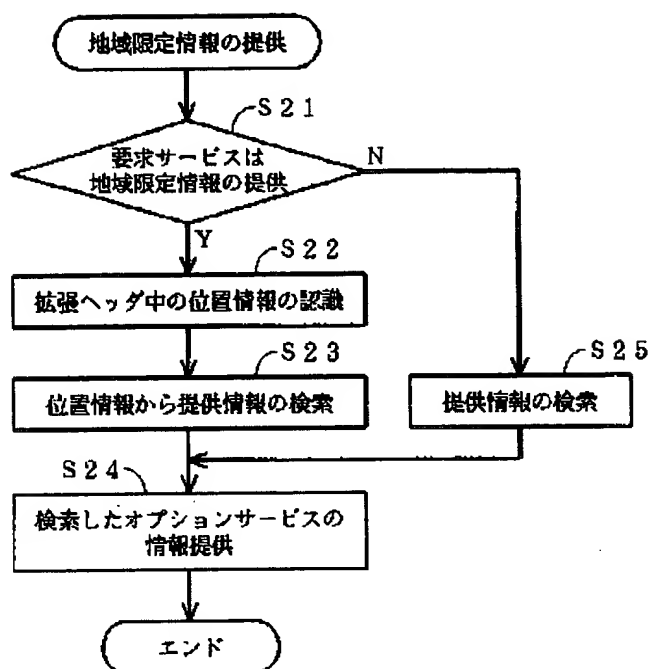 地域限定情報の提供
S21
要求サービスは
地域限定情報の提供
N
Y
S22
拡張ヘッダ中の位置情報の認識
S23
位置情報から提供情報の検索
S25
提供情報の検索
S24
検索したオプションサービスの
情報提供
エンド